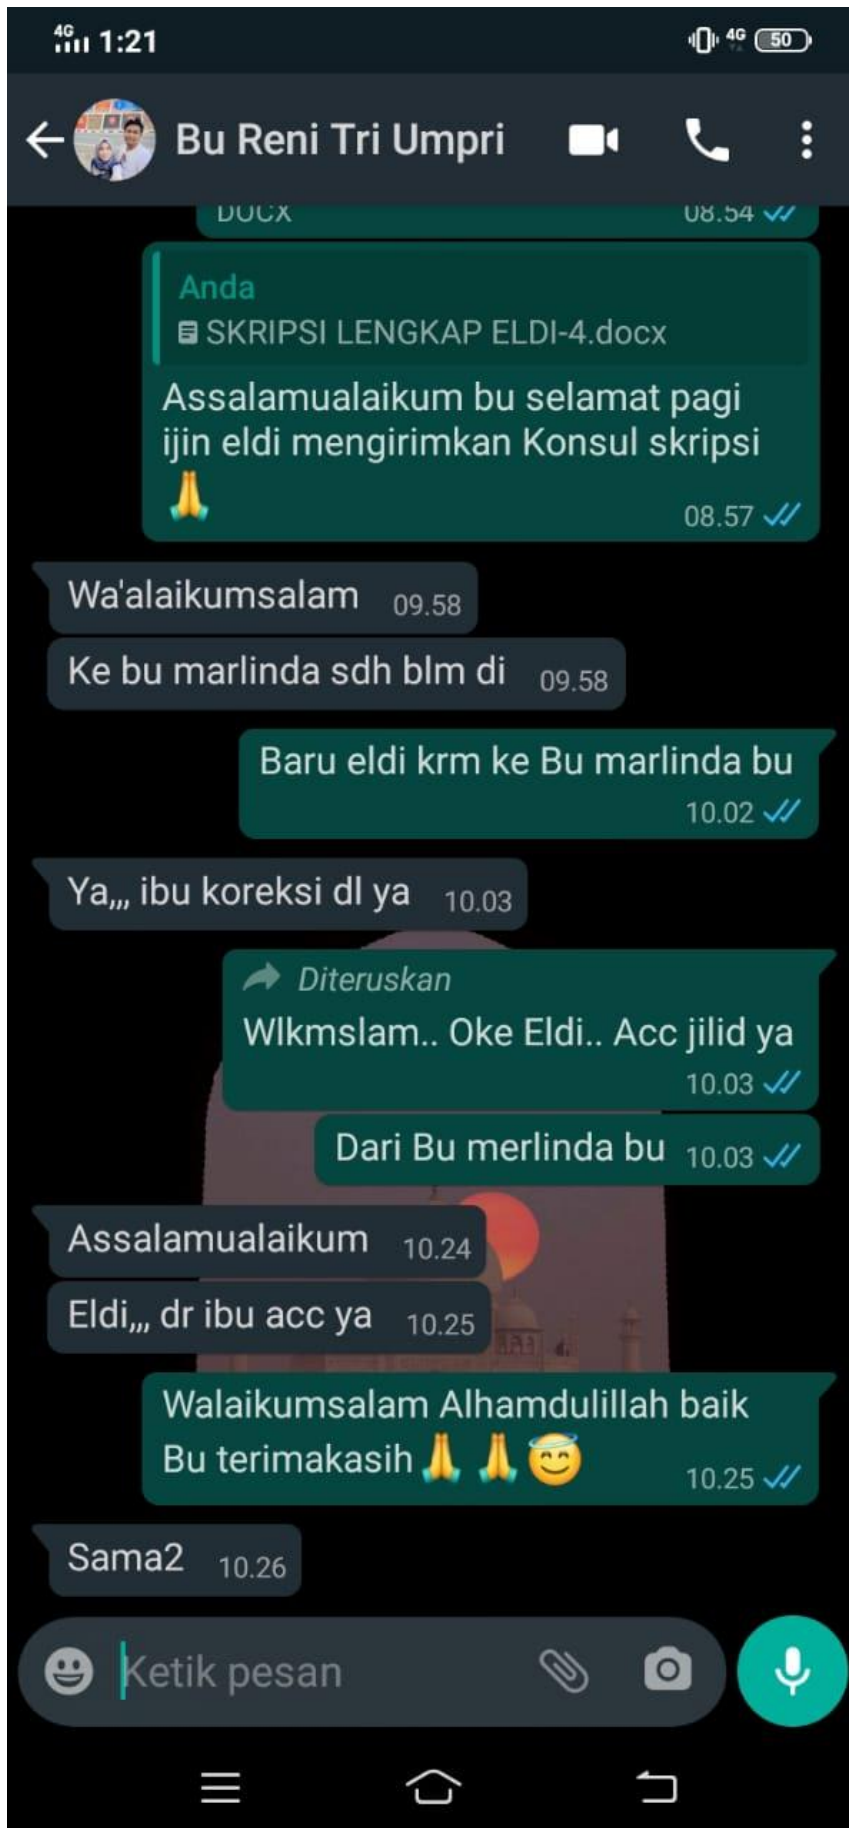 4G 1:21 4G 50
Bu Reni Tri Umpri
DOCX 08.54
Anda
SKRIPSI LENGKAP ELDI-4.docx
Assalamualaikum bu selamat pagi
ijin eldi mengirimkan Konsul skripsi
🙏
08.57
Wa'alaikumsalam 09.58
Ke bu marlinda sdh blm di 09.58
Baru eldi krm ke Bu marlinda bu
10.02
Ya,,, ibu koreksi dl ya 10.03
Diteruskan
Wlkmslam.. Oke Eldi.. Acc jilid ya
10.03
Dari Bu merlinda bu 10.03
Assalamualaikum 10.24
Eldi,,, dr ibu acc ya 10.25
Walaikumsalam Alhamdulillah baik
Bu terimakasih🙏🙏😇 10.25
Sama2 10.26
Ketik pesan